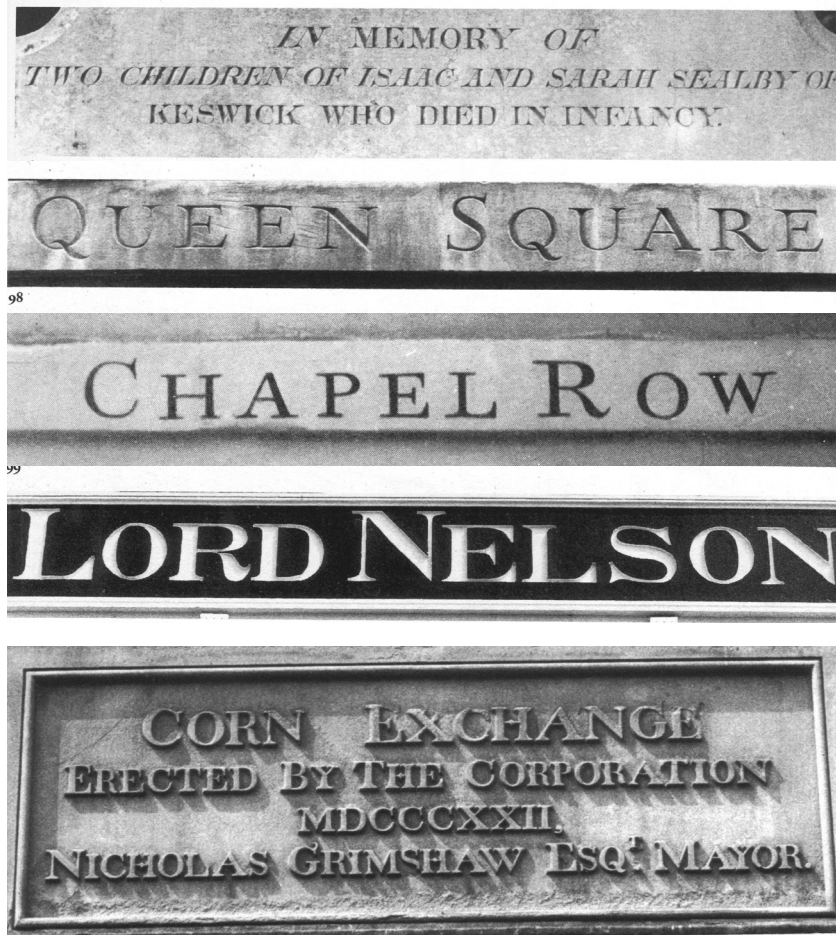 IN MEMORY OF
TWO CHILDREN OF ISAAC AND SARAH SEALBY OF
KESWICK WHO DIED IN INFANCY.
QUEEN SQUARE
98
CHAPEL ROW
99
LORD NELSON
CORN EXCHANGE
ERECTED BY THE CORPORATION
MDCCCXXII,
NICHOLAS GRIMSHAW ESQR. MAYOR.